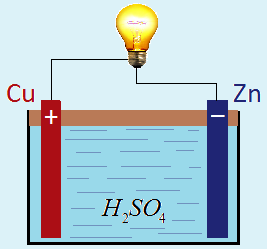 Cu Zn
+ −
H₂SO₄